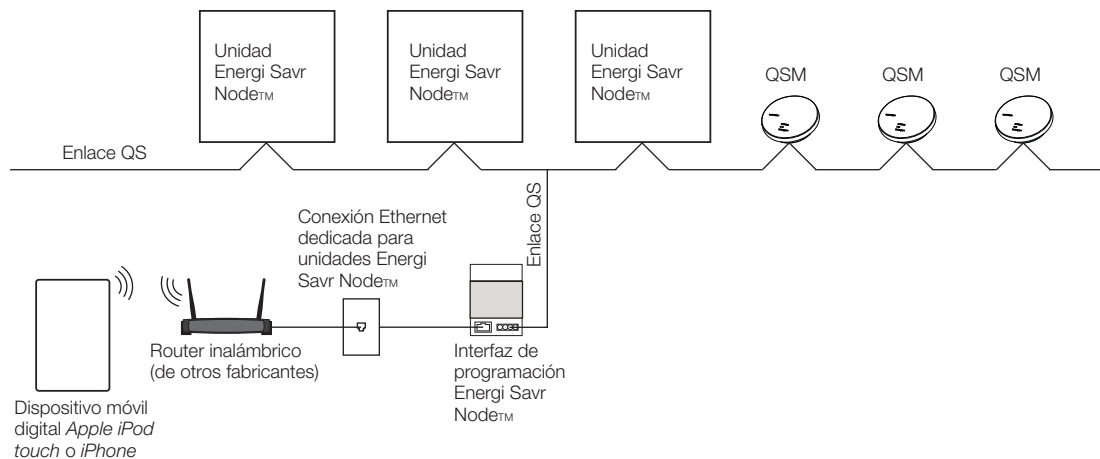 Unidad
Energi Savr
Node™
Unidad
Energi Savr
Node™
Unidad
Energi Savr
Node™
QSM
QSM
QSM
Enlace QS
Enlace QS
Conexión Ethernet
dedicada para
unidades Energi
Savr Node™
Router inalámbrico
(de otros fabricantes)
Interfaz de
programación
Energi Savr
Node™
Dispositivo móvil
digital Apple iPod
touch o iPhone